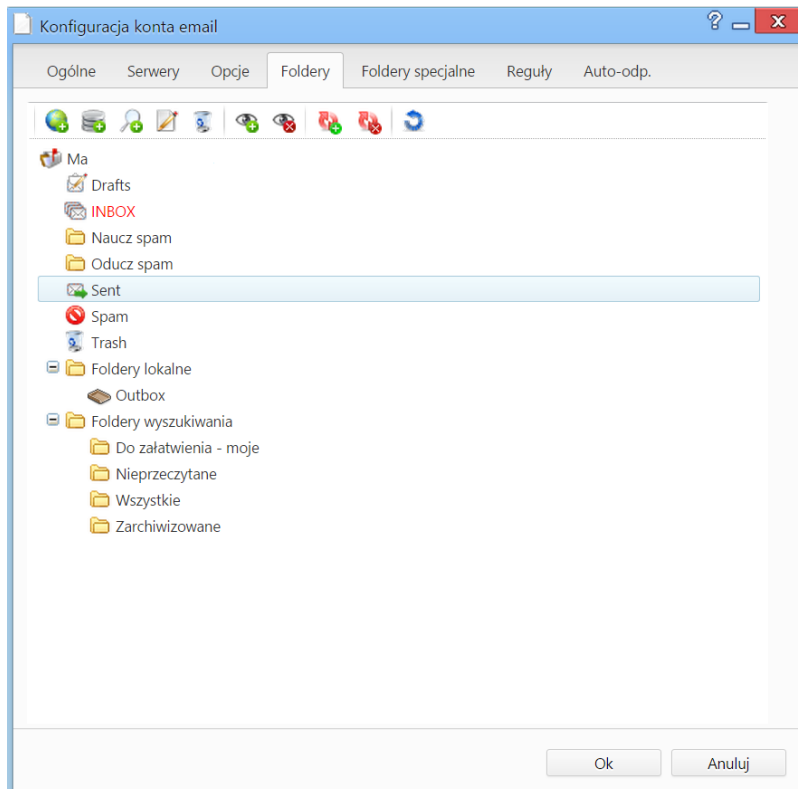 Konfiguracja konta email
Ogólne Serwery Opcje Foldery Foldery specjalne Reguły Auto-odp.
Ma
Drafts
INBOX
Naucz spam
Oducz spam
Sent
Spam
Trash
Foldery lokalne
Outbox
Foldery wyszukiwania
Do załatwienia - moje
Nieprzeczytane
Wszystkie
Zarchiwizowane
Ok Anuluj